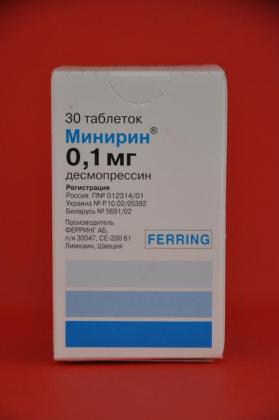 30 таблеток
Минирин®
0,1 мг
десмопрессин
Регистрация
Россия П№ 012314/01
Украина № Р.10.02/05392
Беларусь № 5691/02
Производитель
ФЕРРИНГ АБ,
п/я 30047, СЕ-200 61
Лимхамн, Швеция
FERRING